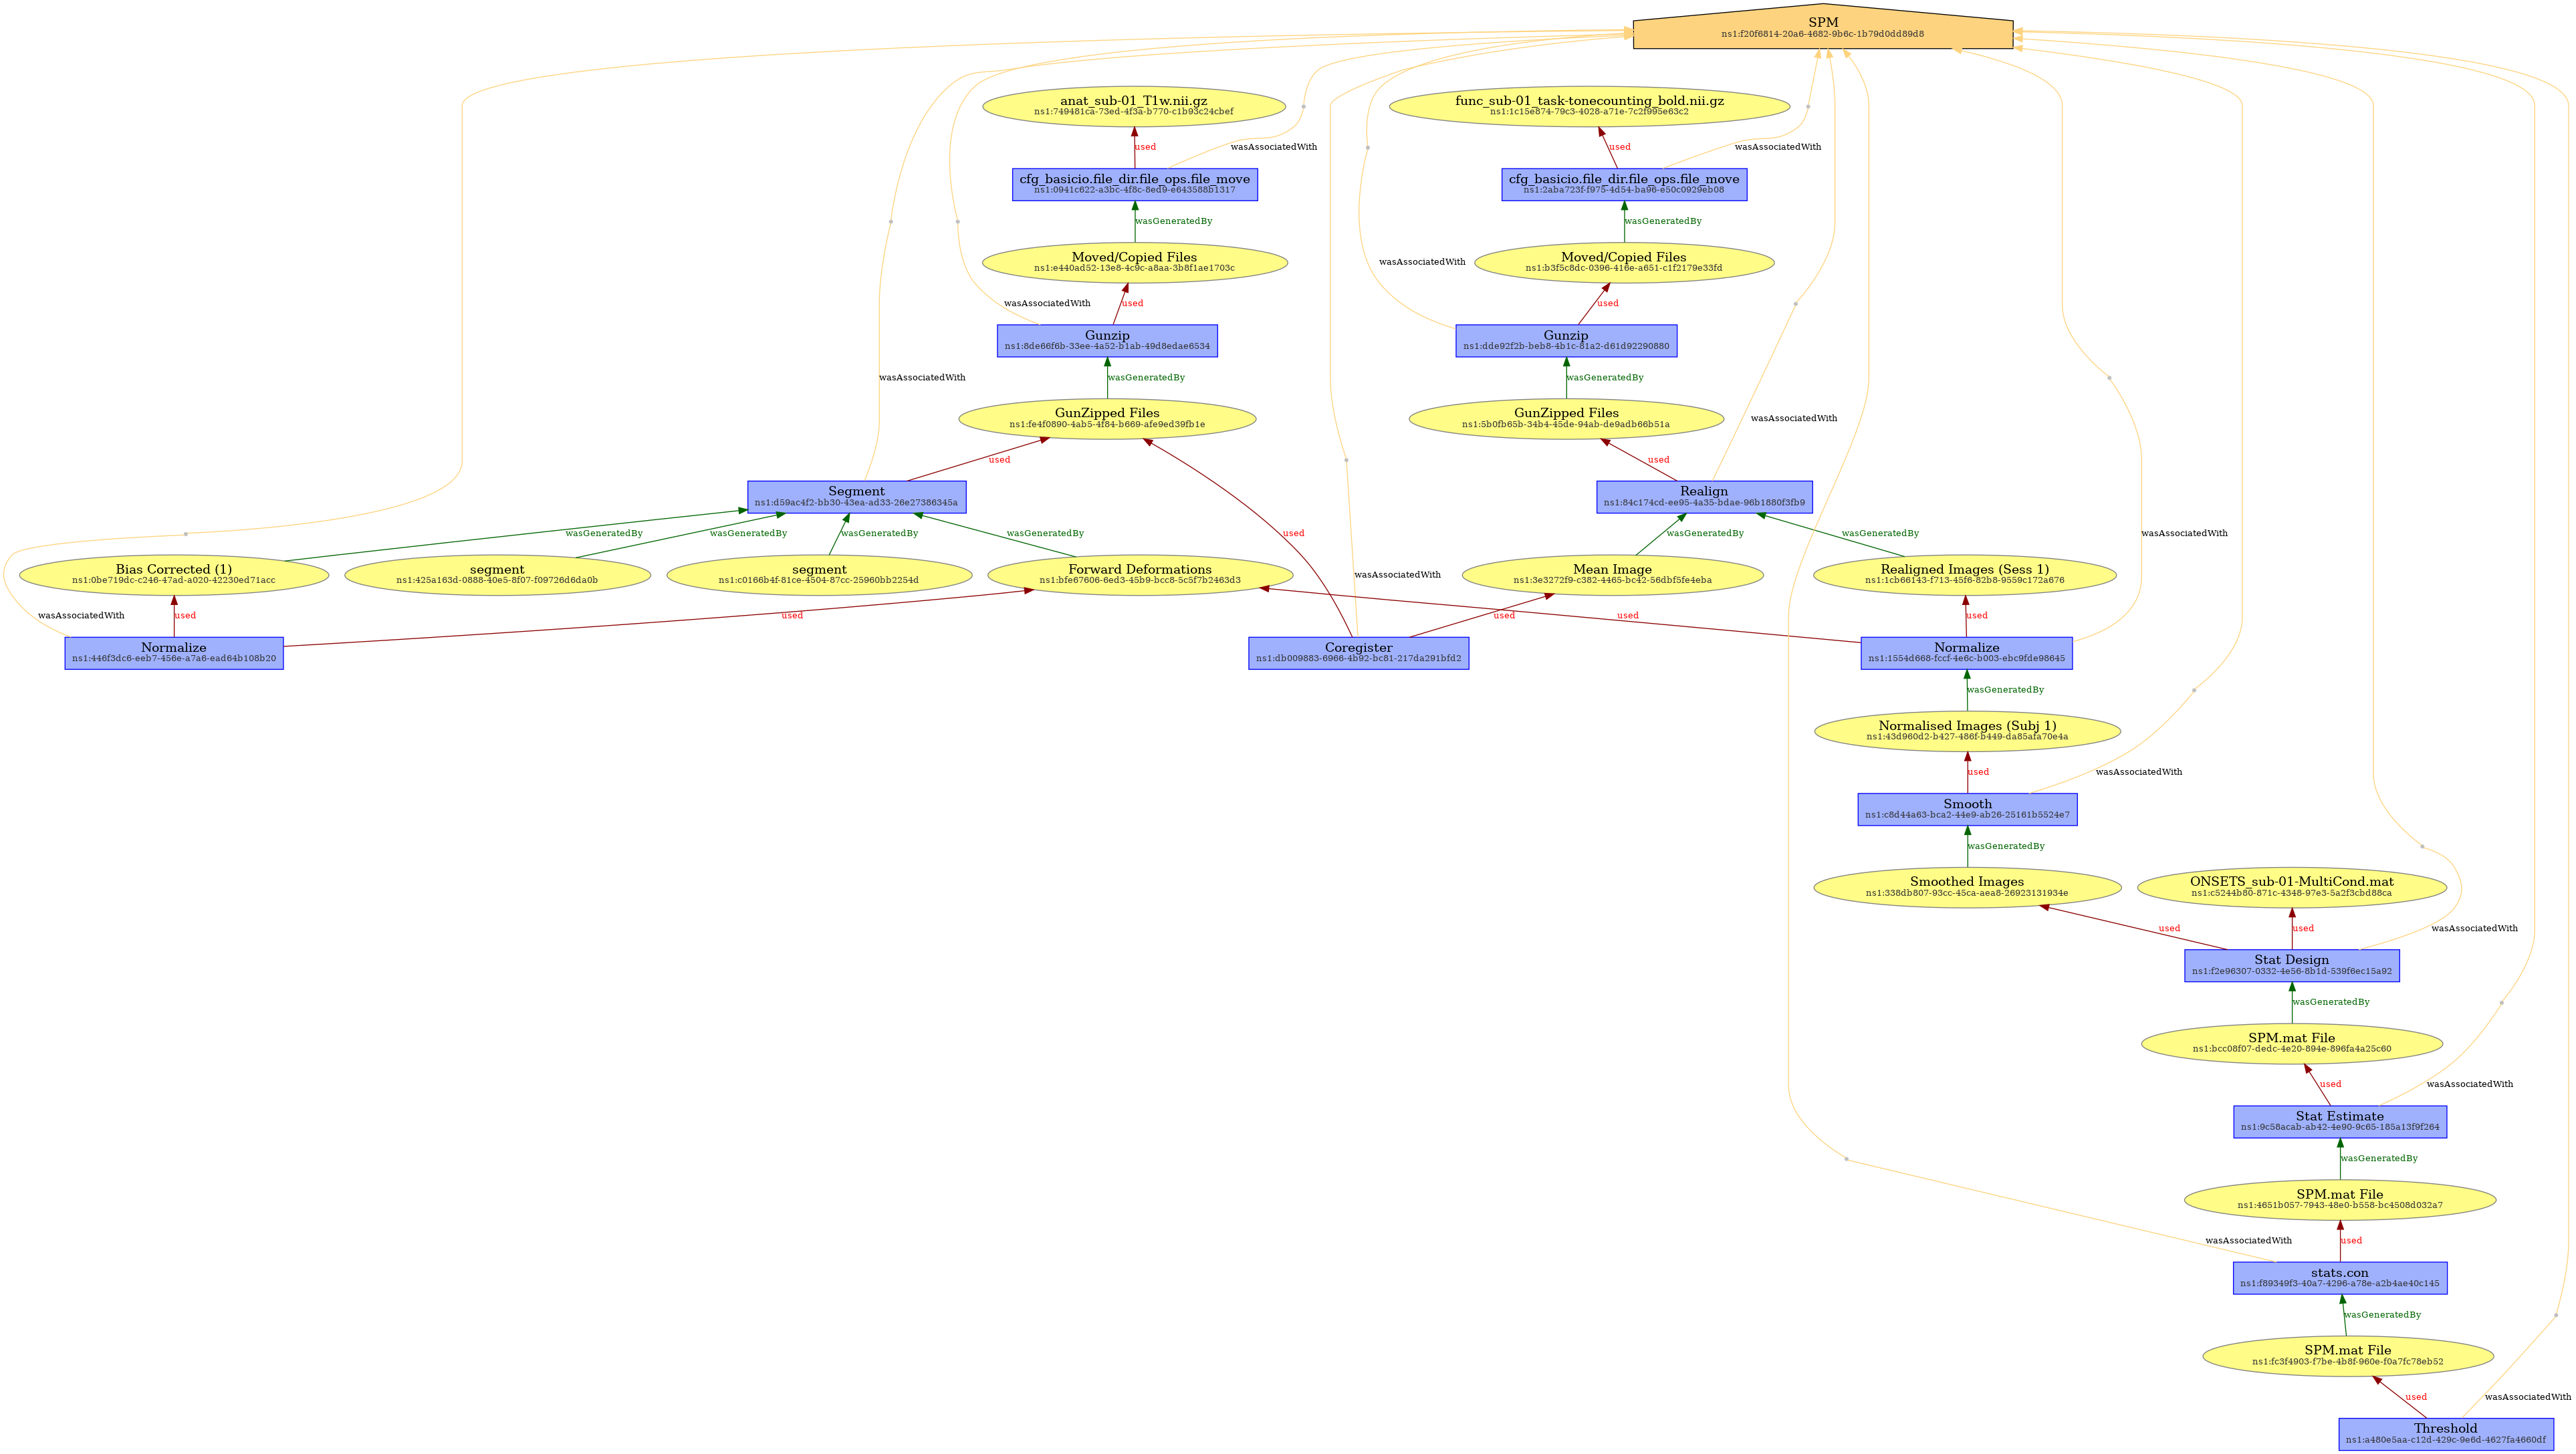 SPM
ns1:f20f6814-20a6-4682-9b6c-1b79d0dd89d8
anat_sub-01_T1w.nii.gz
ns1:749481ca-73ed-4f3a-b770-c1b93c24cbef
func_sub-01_task-tonecounting_bold.nii.gz
ns1:1c15e874-79c3-4028-a71e-7c2f995e63c2
used
wasAssociatedWith
used
wasAssociatedWith
cfg_basicio.file_dir.file_ops.file_move
ns1:0941c622-a3bc-4f8c-8ed9-e643588b1317
cfg_basicio.file_dir.file_ops.file_move
ns1:2aba723f-f975-4d54-ba96-e50c0929eb08
wasGeneratedBy
wasGeneratedBy
Moved/Copied Files
ns1:e440ad52-13e8-4c9c-a8aa-3b8f1ae1703c
Moved/Copied Files
ns1:b3f5c8dc-0396-416e-a651-c1f2179e33fd
wasAssociatedWith
wasAssociatedWith
used
used
Gunzip
ns1:8de66f6b-33ee-4a52-b1ab-49d8edae6534
Gunzip
ns1:dde92f2b-beb8-4b1c-81a2-d61d92290880
wasAssociatedWith
wasGeneratedBy
wasGeneratedBy
GunZipped Files
ns1:fe4f0890-4ab5-4f84-b669-afe9ed39fb1e
GunZipped Files
ns1:5b0fb65b-34b4-45de-94ab-de9adb66b51a
wasAssociatedWith
used
used
Segment
ns1:d59ac4f2-bb30-43ea-ad33-26e27386345a
Realign
ns1:84c174cd-ee95-4a35-bdae-96b1880f3fb9
wasGeneratedBy
wasGeneratedBy
wasGeneratedBy
wasGeneratedBy
used
wasGeneratedBy
wasGeneratedBy
wasAssociatedWith
Bias Corrected (1)
ns1:0be719dc-c246-47ad-a020-42230ed71acc
segment
ns1:425a163d-0888-40e5-8f07-f09726d6da0b
segment
ns1:c0166b4f-81ce-4504-87cc-25960bb2254d
Forward Deformations
ns1:bfe67606-6ed3-45b9-bcc8-5c5f7b2463d3
wasAssociatedWith
Mean Image
ns1:3e3272f9-c382-4465-bc42-56dbf5fe4eba
Realigned Images (Sess 1)
ns1:1cb66143-f713-45f6-82b8-9559c172a676
wasAssociatedWith
used
used
used
used
used
Normalize
ns1:446f3dc6-eeb7-456e-a7a6-ead64b108b20
Coregister
ns1:db009883-6966-4b92-bc81-217da291bfd2
Normalize
ns1:1554d668-fccf-4e6c-b003-ebc9fde98645
wasGeneratedBy
Normalised Images (Subj 1)
ns1:43d960d2-b427-486f-b449-da85afa70e4a
used
wasAssociatedWith
Smooth
ns1:c8d44a63-bca2-44e9-ab26-25161b5524e7
wasGeneratedBy
Smoothed Images
ns1:338db807-93cc-45ca-aea8-26923131934e
ONSETS_sub-01-MultiCond.mat
ns1:c5244b80-871c-4348-97e3-5a2f3cbd88ca
used
used
wasAssociatedWith
Stat Design
ns1:f2e96307-0332-4e56-8b1d-539f6ec15a92
wasGeneratedBy
SPM.mat File
ns1:bcc08f07-dedc-4e20-894e-896fa4a25c60
used
wasAssociatedWith
Stat Estimate
ns1:9c58acab-ab42-4e90-9c65-185a13f9f264
wasGeneratedBy
SPM.mat File
ns1:4651b057-7943-48e0-b558-bc4508d032a7
wasAssociatedWith
used
stats.con
ns1:f89349f3-40a7-4296-a78e-a2b4ae40c145
wasGeneratedBy
SPM.mat File
ns1:fc3f4903-f7be-4b8f-960e-f0a7fc78eb52
used
wasAssociatedWith
Threshold
ns1:a480e5aa-c12d-429c-9e6d-4627fa4660df